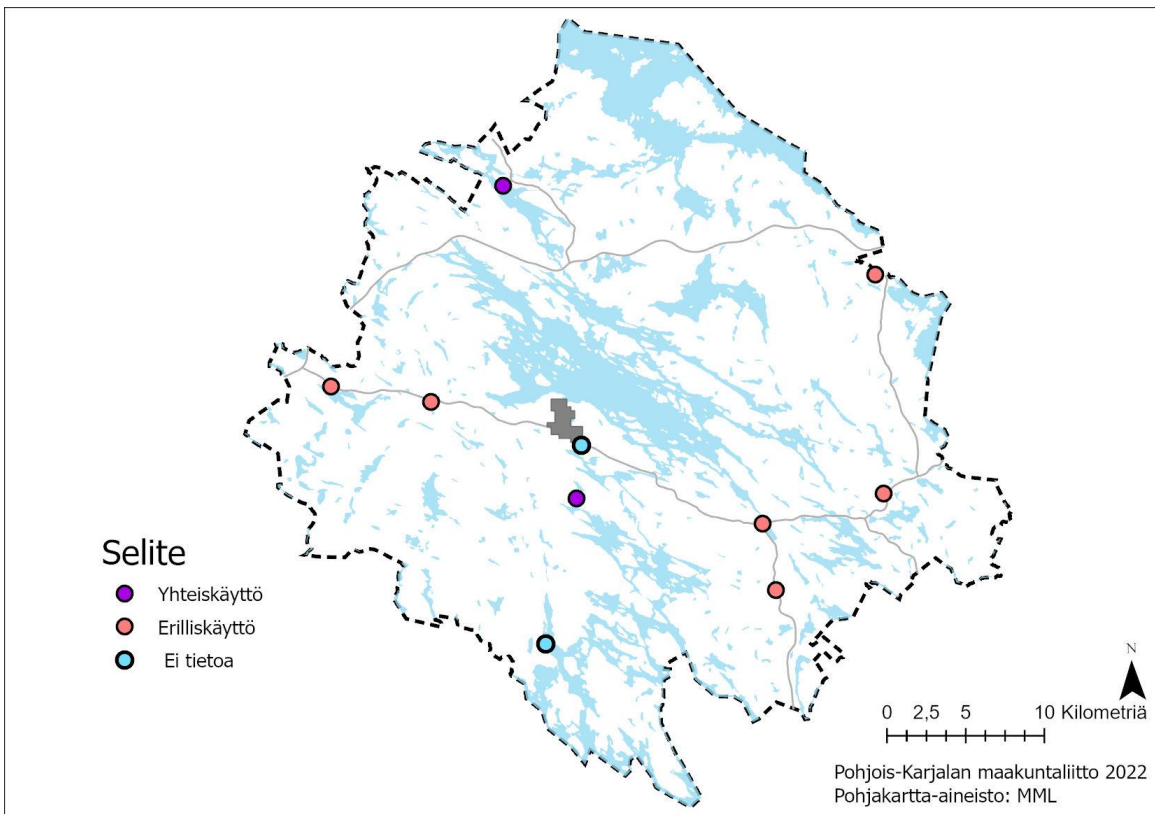 Selite
Yhteiskäyttö
Erilliskäyttö
Ei tietoa
N
0 2,5 5 10 Kilometriä
Pohjois-Karjalan maakuntaliitto 2022
Pohjakartta-aineisto: MML